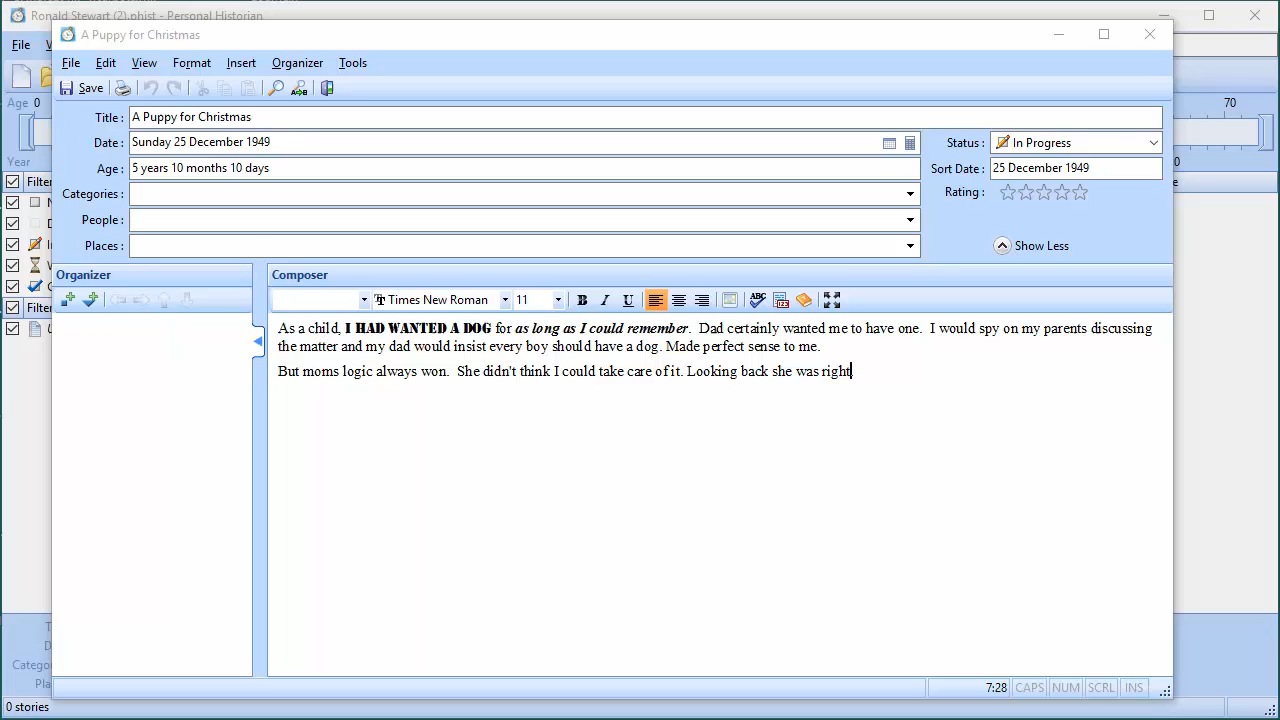 Ronald Stewart (2).phist - Personal Historian
A Puppy for Christmas
File
File Edit View Format Insert Organizer Tools
Save
Age 0
70
Title : A Puppy for Christmas
Date : Sunday 25 December 1949
Status : In Progress
Age : 5 years 10 months 10 days
Sort Date : 25 December 1949
Year
Filter
Categories :
Rating :
People :
Places :
Show Less
Organizer
Composer
Times New Roman 11 B I U
As a child, I HAD WANTED A DOG for as long as I could remember. Dad certainly wanted me to have one. I would spy on my parents discussing
the matter and my dad would insist every boy should have a dog. Made perfect sense to me.
But moms logic always won. She didn't think I could take care of it. Looking back she was right
Filter
7:28 CAPS NUM SCRL INS
0 stories